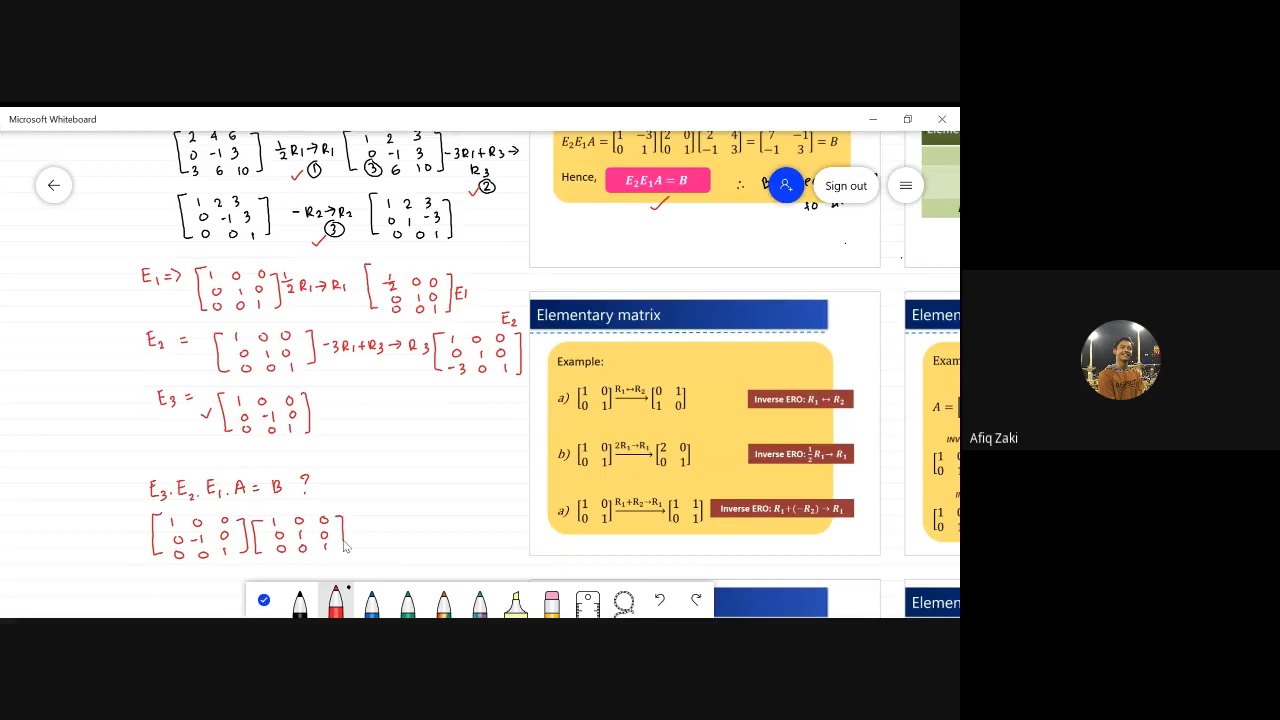 Microsoft Whiteboard
[2 4 6; 0 -1 3; 3 6 10] ½R₁→R₁ ① [1 2 3; 0 -1 3; 3 6 10] -3R₁+R₃→R₃ ②
[1 2 3; 0 -1 3; 0 0 1] -R₂→R₂ ③ [1 2 3; 0 1 -3; 0 0 1]
E₁ => [1 0 0; 0 1 0; 0 0 1] ½R₁→R₁ [½ 0 0; 0 1 0; 0 0 1] E1
E₂ = [1 0 0; 0 1 0; 0 0 1] -3R₁+R₃→R₃ [1 0 0; 0 1 0; -3 0 1] E₂
E₃ = [1 0 0; 0 -1 0; 0 0 1]
E₃.E₂.E₁.A = B ?
[1 0 0; 0 -1 0; 0 0 1] [1 0 0; 0 1 0; 0 0 1
E₂E₁A = [1 -3; 0 1] [2 0; 0 1] [2 4; -1 3] = [7 -1; -1 3] = B
Hence, E₂E₁A = B ∴ B
to
Sign out
Elementary matrix
Example:
a) [1 0; 0 1] R₁↔R₂ [0 1; 1 0] Inverse ERO: R₁ ↔ R₂
b) [1 0; 0 1] 2R₁→R₁ [2 0; 0 1] Inverse ERO: ½R₁ → R₁
a) [1 0; 0 1] R₁+R₂→R₁ [1 1; 0 1] Inverse ERO: R₁ + (−R₂) → R₁
Elemen
Exam
A = [
INV
[1 0
[1 0
Elemen
Afiq Zaki